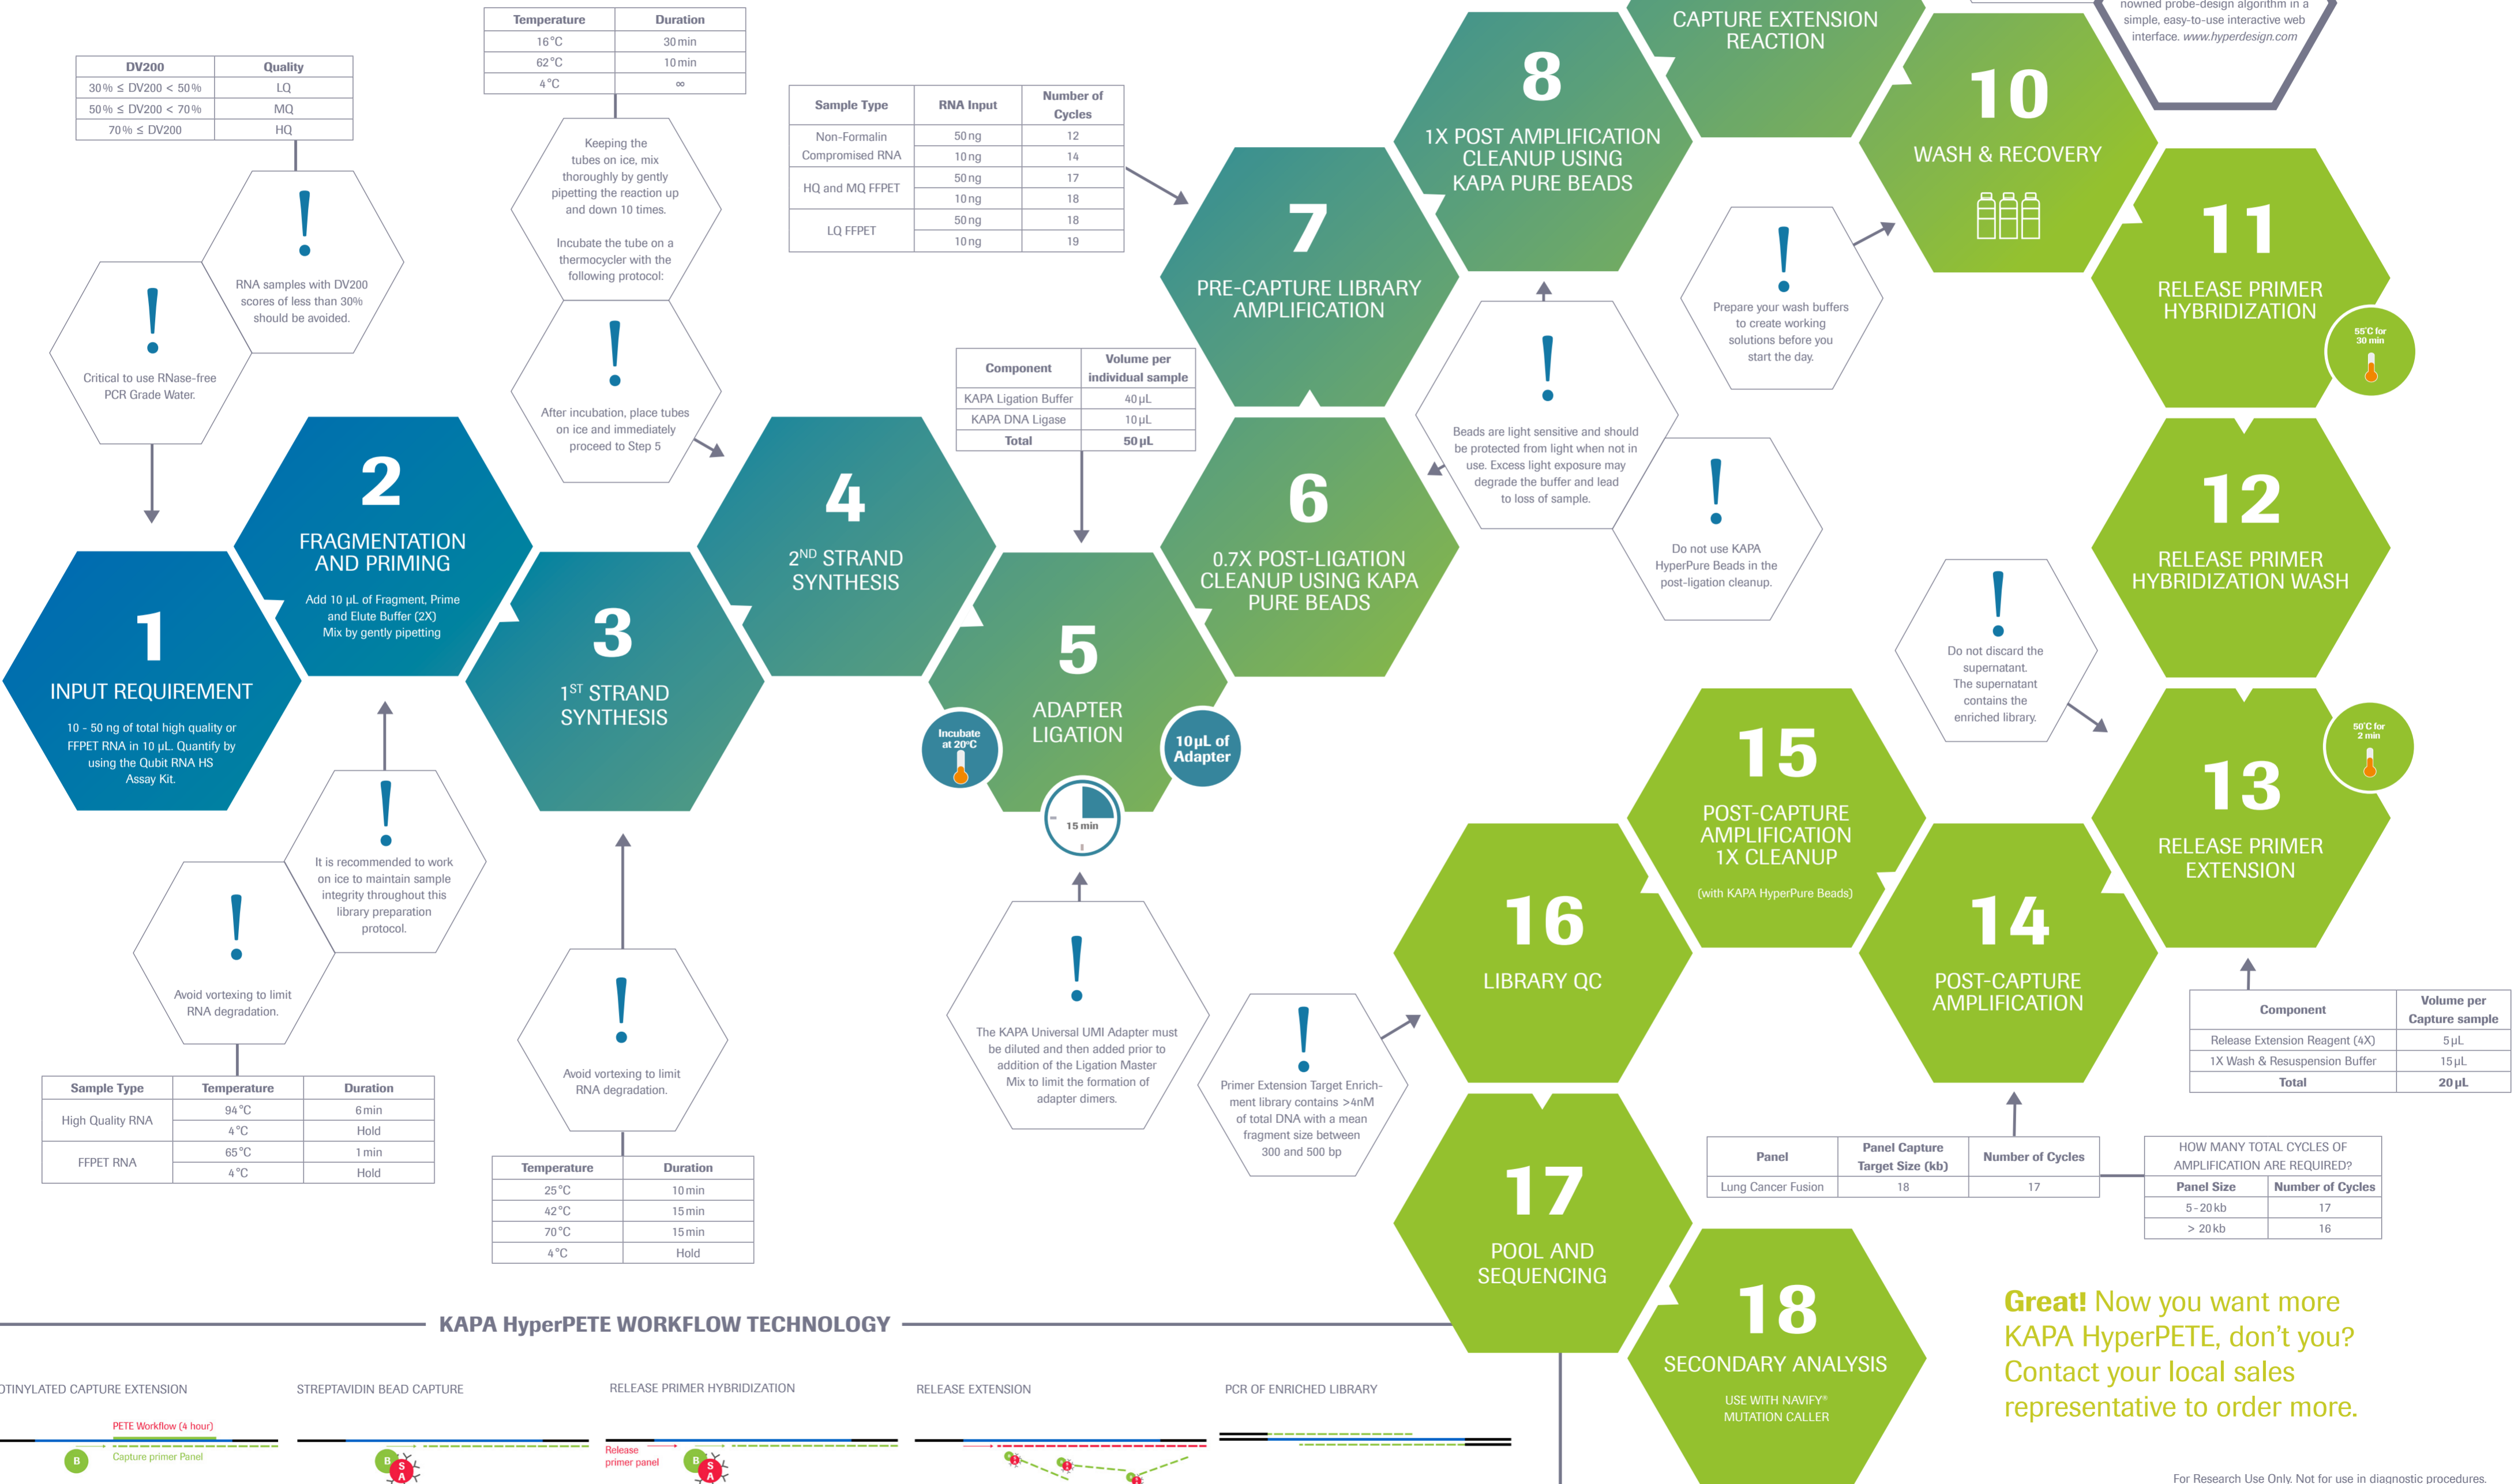 Temperature Duration
16°C 30 min
62°C 10 min
4°C ∞
DV200 Quality
30% ≤ DV200 < 50% LQ
50% ≤ DV200 < 70% MQ
70% ≤ DV200 HQ
Keeping the
tubes on ice, mix
thoroughly by gently
pipetting the reaction up
and down 10 times.
Incubate the tube on a
thermocycler with the
following protocol:
!
After incubation, place tubes
on ice and immediately
proceed to Step 5
!
RNA samples with DV200
scores of less than 30%
should be avoided.
!
Critical to use RNase-free
PCR Grade Water.
Sample Type RNA Input Number of
Cycles
Non-Formalin
Compromised RNA
50 ng 12
10 ng 14
HQ and MQ FFPET
50 ng 17
10 ng 18
LQ FFPET
50 ng 18
10 ng 19
Component Volume per
individual sample
KAPA Ligation Buffer 40 µL
KAPA DNA Ligase 10 µL
Total 50 µL
1
INPUT REQUIREMENT
10 - 50 ng of total high quality or
FFPET RNA in 10 µL. Quantify by
using the Qubit RNA HS
Assay Kit.
2
FRAGMENTATION
AND PRIMING
Add 10 µL of Fragment, Prime
and Elute Buffer (2X)
Mix by gently pipetting
3
1ST STRAND
SYNTHESIS
4
2ND STRAND
SYNTHESIS
5
ADAPTER
LIGATION
Incubate
at 20°C
10 µL of
Adapter
15 min
6
0.7X POST-LIGATION
CLEANUP USING KAPA
PURE BEADS
7
PRE-CAPTURE LIBRARY
AMPLIFICATION
8
1X POST AMPLIFICATION
CLEANUP USING
KAPA PURE BEADS
CAPTURE EXTENSION
REACTION
10
WASH & RECOVERY
nowned probe-design algorithm in a
simple, easy-to-use interactive web
interface. www.hyperdesign.com
!
Prepare your wash buffers
to create working
solutions before you
start the day.
11
RELEASE PRIMER
HYBRIDIZATION
55°C for
30 min
!
Beads are light sensitive and should
be protected from light when not in
use. Excess light exposure may
degrade the buffer and lead
to loss of sample.
!
Do not use KAPA
HyperPure Beads in the
post-ligation cleanup.
12
RELEASE PRIMER
HYBRIDIZATION WASH
!
Do not discard the
supernatant.
The supernatant
contains the
enriched library.
13
RELEASE PRIMER
EXTENSION
50°C for
2 min
14
POST-CAPTURE
AMPLIFICATION
15
POST-CAPTURE
AMPLIFICATION
1X CLEANUP
(with KAPA HyperPure Beads)
16
LIBRARY QC
17
POOL AND
SEQUENCING
18
SECONDARY ANALYSIS
USE WITH NAVIFY®
MUTATION CALLER
!
It is recommended to work
on ice to maintain sample
integrity throughout this
library preparation
protocol.
!
Avoid vortexing to limit
RNA degradation.
Sample Type Temperature Duration
High Quality RNA
94°C 6 min
4°C Hold
FFPET RNA
65°C 1 min
4°C Hold
!
Avoid vortexing to limit
RNA degradation.
Temperature Duration
25°C 10 min
42°C 15 min
70°C 15 min
4°C Hold
!
The KAPA Universal UMI Adapter must
be diluted and then added prior to
addition of the Ligation Master
Mix to limit the formation of
adapter dimers.
!
Primer Extension Target Enrich-
ment library contains >4nM
of total DNA with a mean
fragment size between
300 and 500 bp
Component Volume per
Capture sample
Release Extension Reagent (4X) 5 µL
1X Wash & Resuspension Buffer 15 µL
Total 20 µL
Panel Panel Capture
Target Size (kb) Number of Cycles
Lung Cancer Fusion 18 17
HOW MANY TOTAL CYCLES OF
AMPLIFICATION ARE REQUIRED?
Panel Size Number of Cycles
5 - 20 kb 17
> 20 kb 16
KAPA HyperPETE WORKFLOW TECHNOLOGY
OTINYLATED CAPTURE EXTENSION
PETE Workflow (4 hour)
B
Capture primer Panel
STREPTAVIDIN BEAD CAPTURE
B
S
A
RELEASE PRIMER HYBRIDIZATION
Release
primer panel
B
S
A
RELEASE EXTENSION
PCR OF ENRICHED LIBRARY
Great! Now you want more
KAPA HyperPETE, don't you?
Contact your local sales
representative to order more.
For Research Use Only. Not for use in diagnostic procedures.